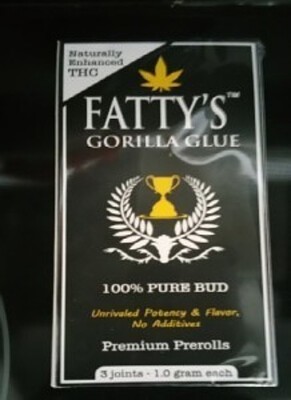 Naturally
Enhanced
THC
FATTY'S™
GORILLA GLUE
100% PURE BUD
Unrivaled Potency & Flavor,
No Additives
Premium Prerolls
3 joints - 1.0 gram each